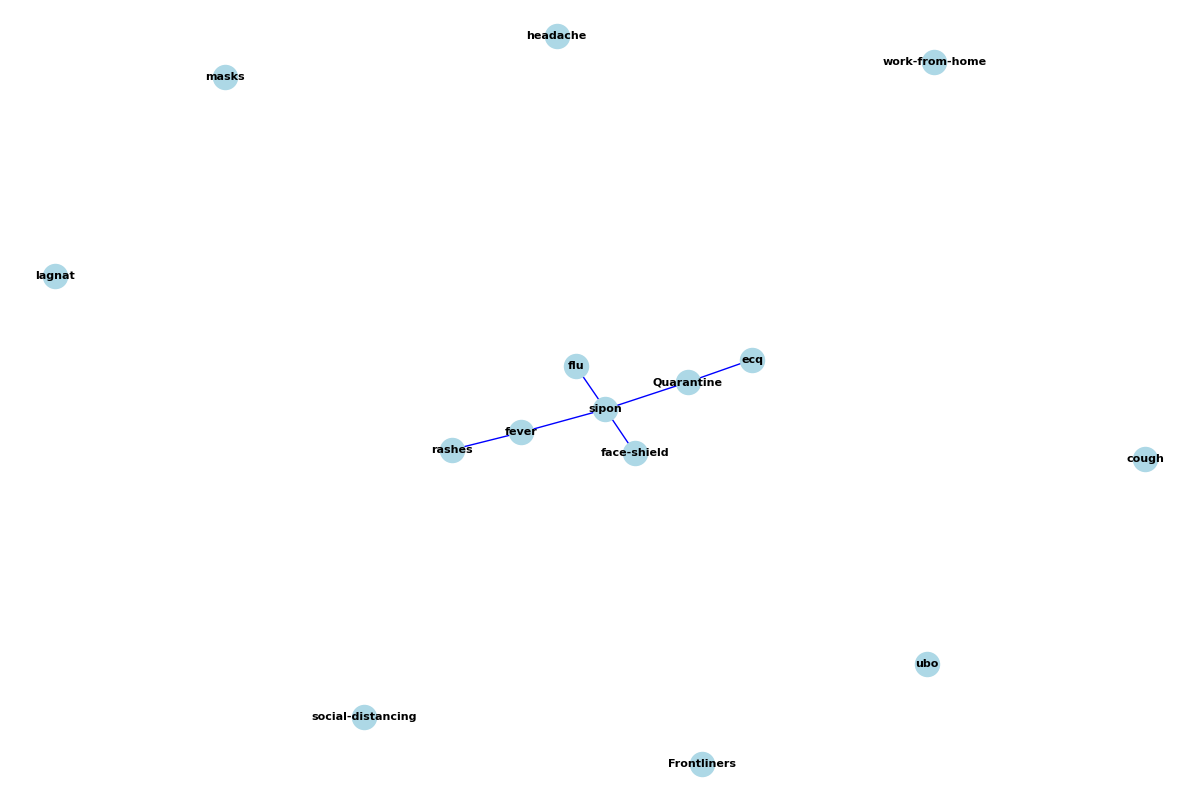 headache
work-from-home
masks
lagnat
ecq
flu
Quarantine
sipon
fever
rashes
face-shield
cough
ubo
social-distancing
Frontliners